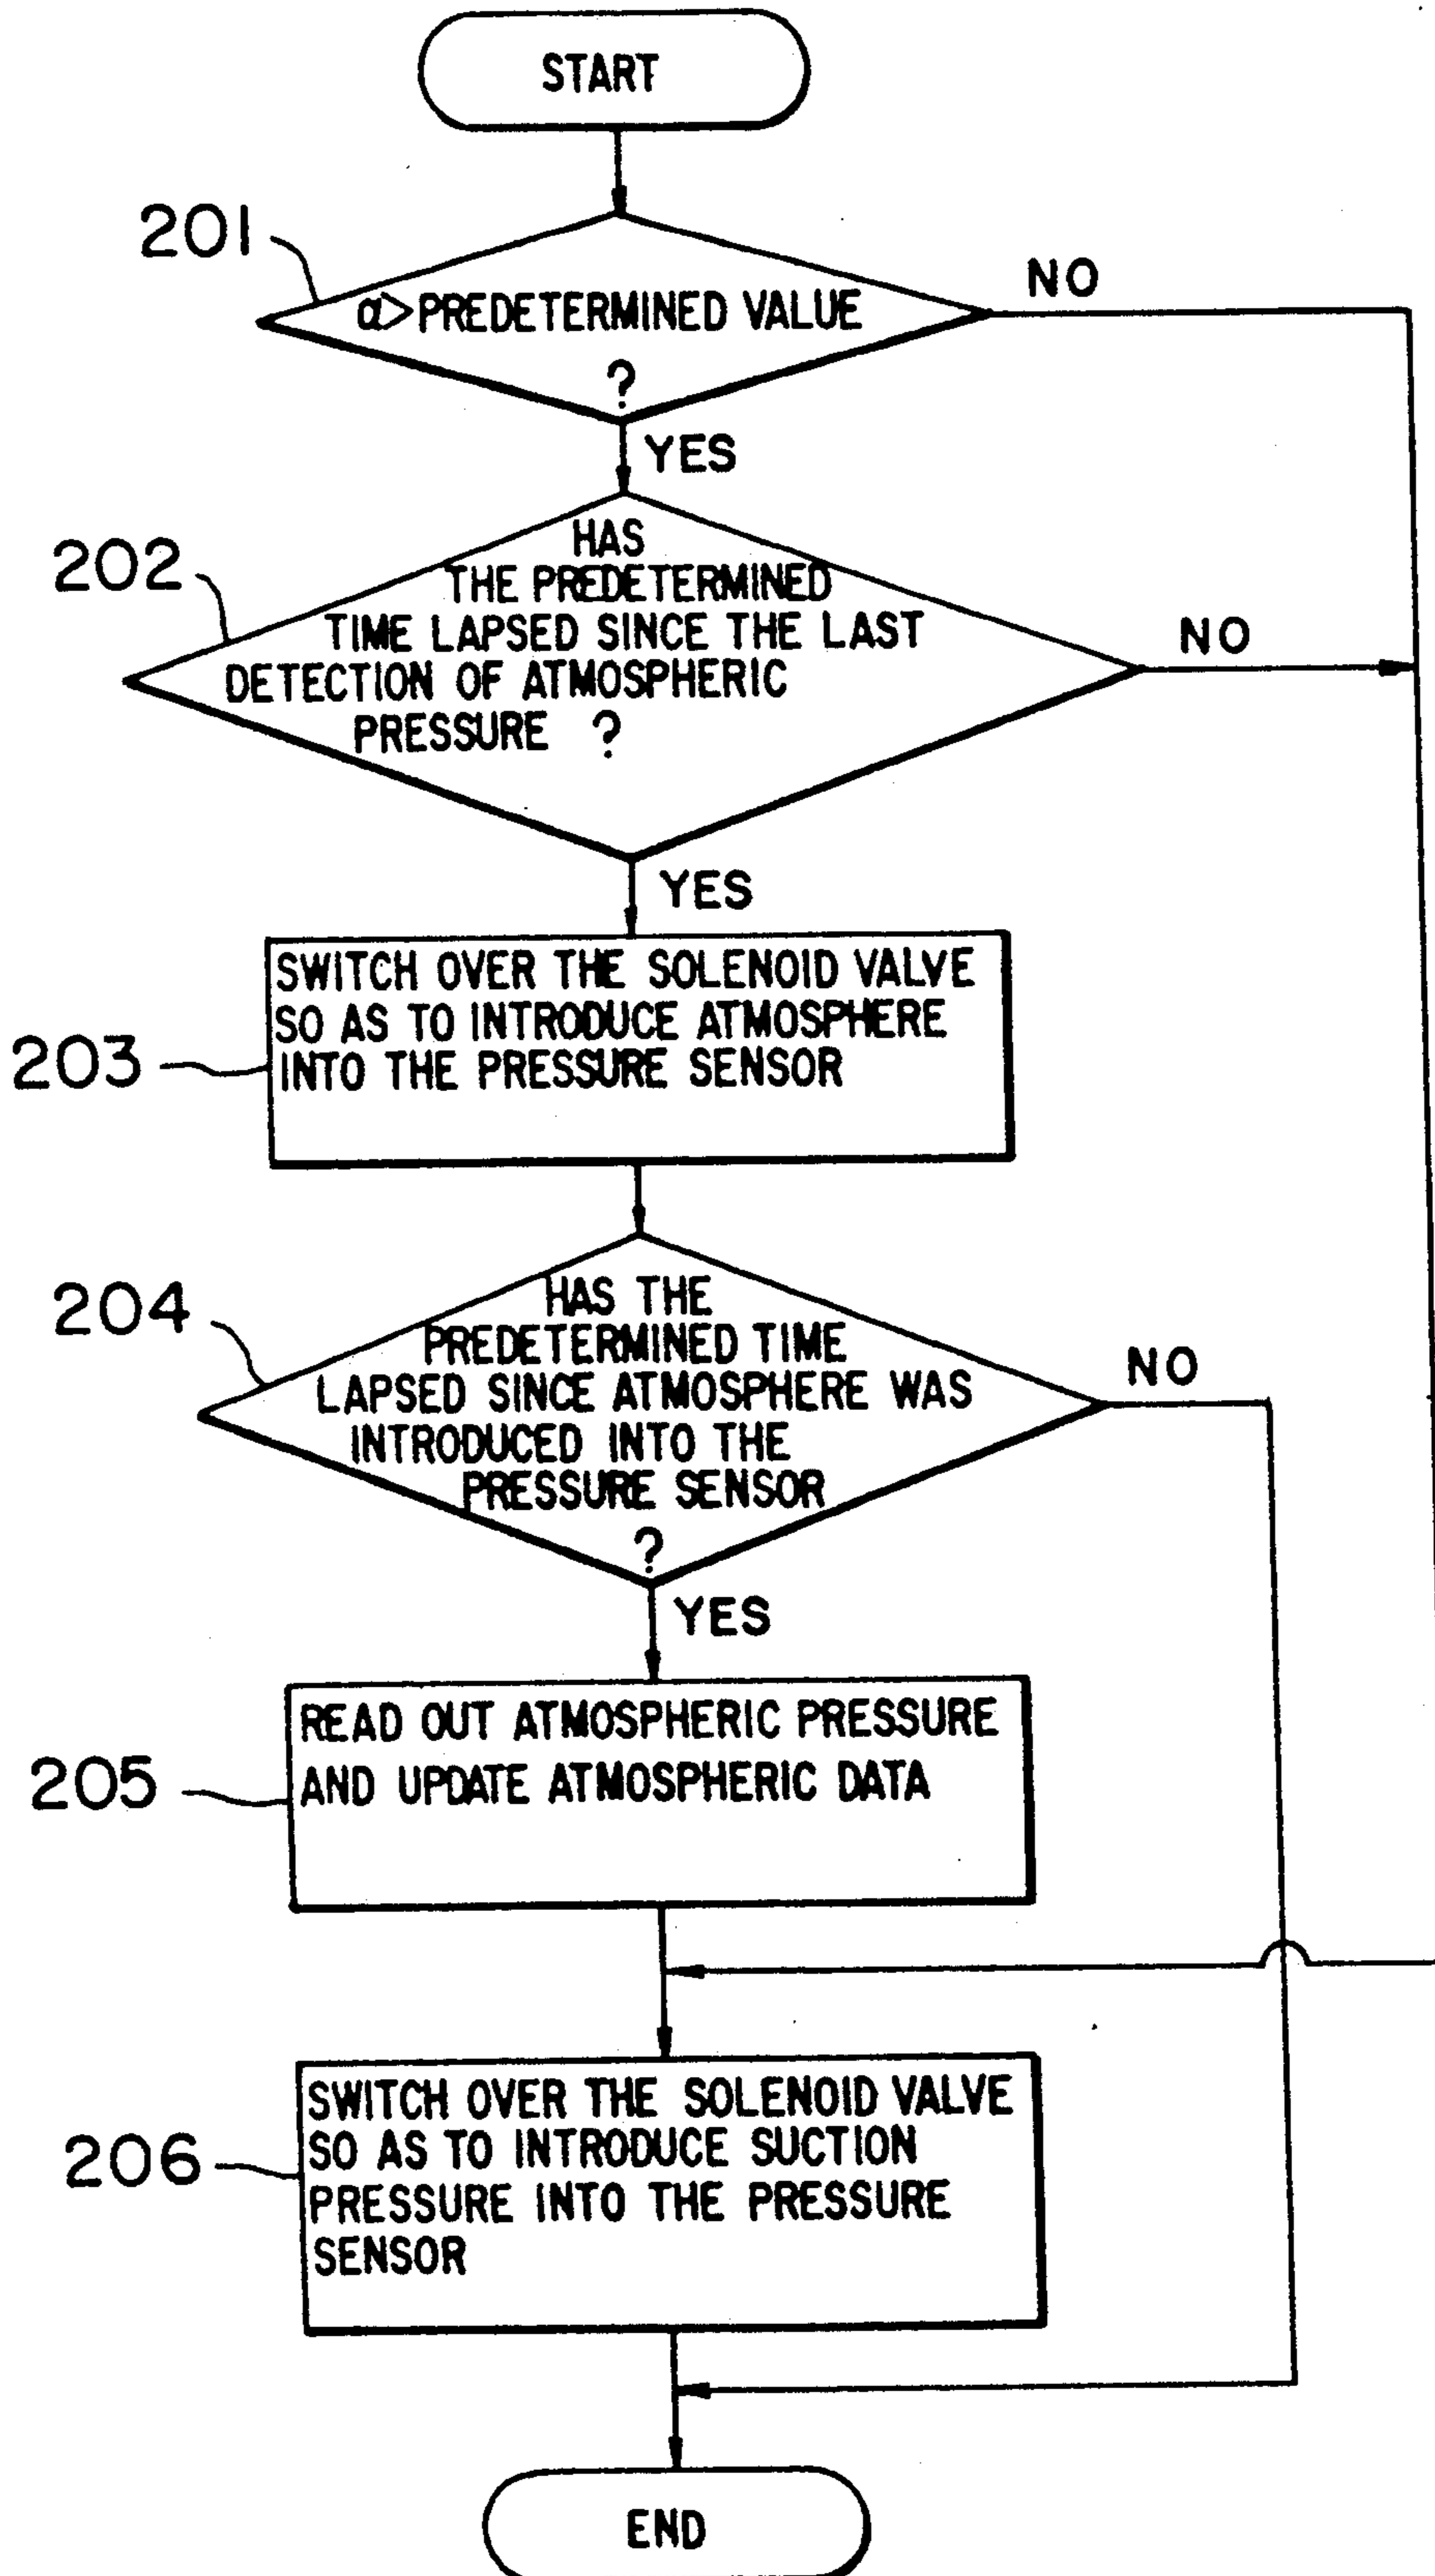 START
201
α>PREDETERMINED VALUE
?
NO
YES
202
HAS
THE PREDETERMINED
TIME LAPSED SINCE THE LAST
DETECTION OF ATMOSPHERIC
PRESSURE ?
NO
YES
203
SWITCH OVER THE SOLENOID VALVE
SO AS TO INTRODUCE ATMOSPHERE
INTO THE PRESSURE SENSOR
204
HAS THE
PREDETERMINED TIME
LAPSED SINCE ATMOSPHERE WAS
INTRODUCED INTO THE
PRESSURE SENSOR
?
NO
YES
205
READ OUT ATMOSPHERIC PRESSURE
AND UPDATE ATMOSPHERIC DATA
206
SWITCH OVER THE SOLENOID VALVE
SO AS TO INTRODUCE SUCTION
PRESSURE INTO THE PRESSURE
SENSOR
END